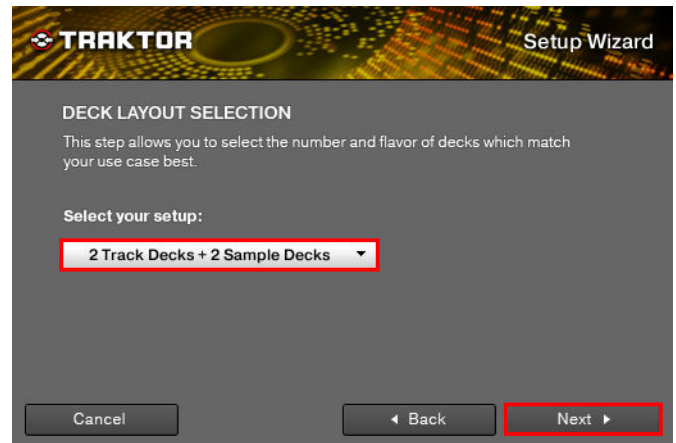 TRAKTOR
Setup Wizard
DECK LAYOUT SELECTION
This step allows you to select the number and flavor of decks which match
your use case best.
Select your setup:
2 Track Decks + 2 Sample Decks
Cancel
Back
Next